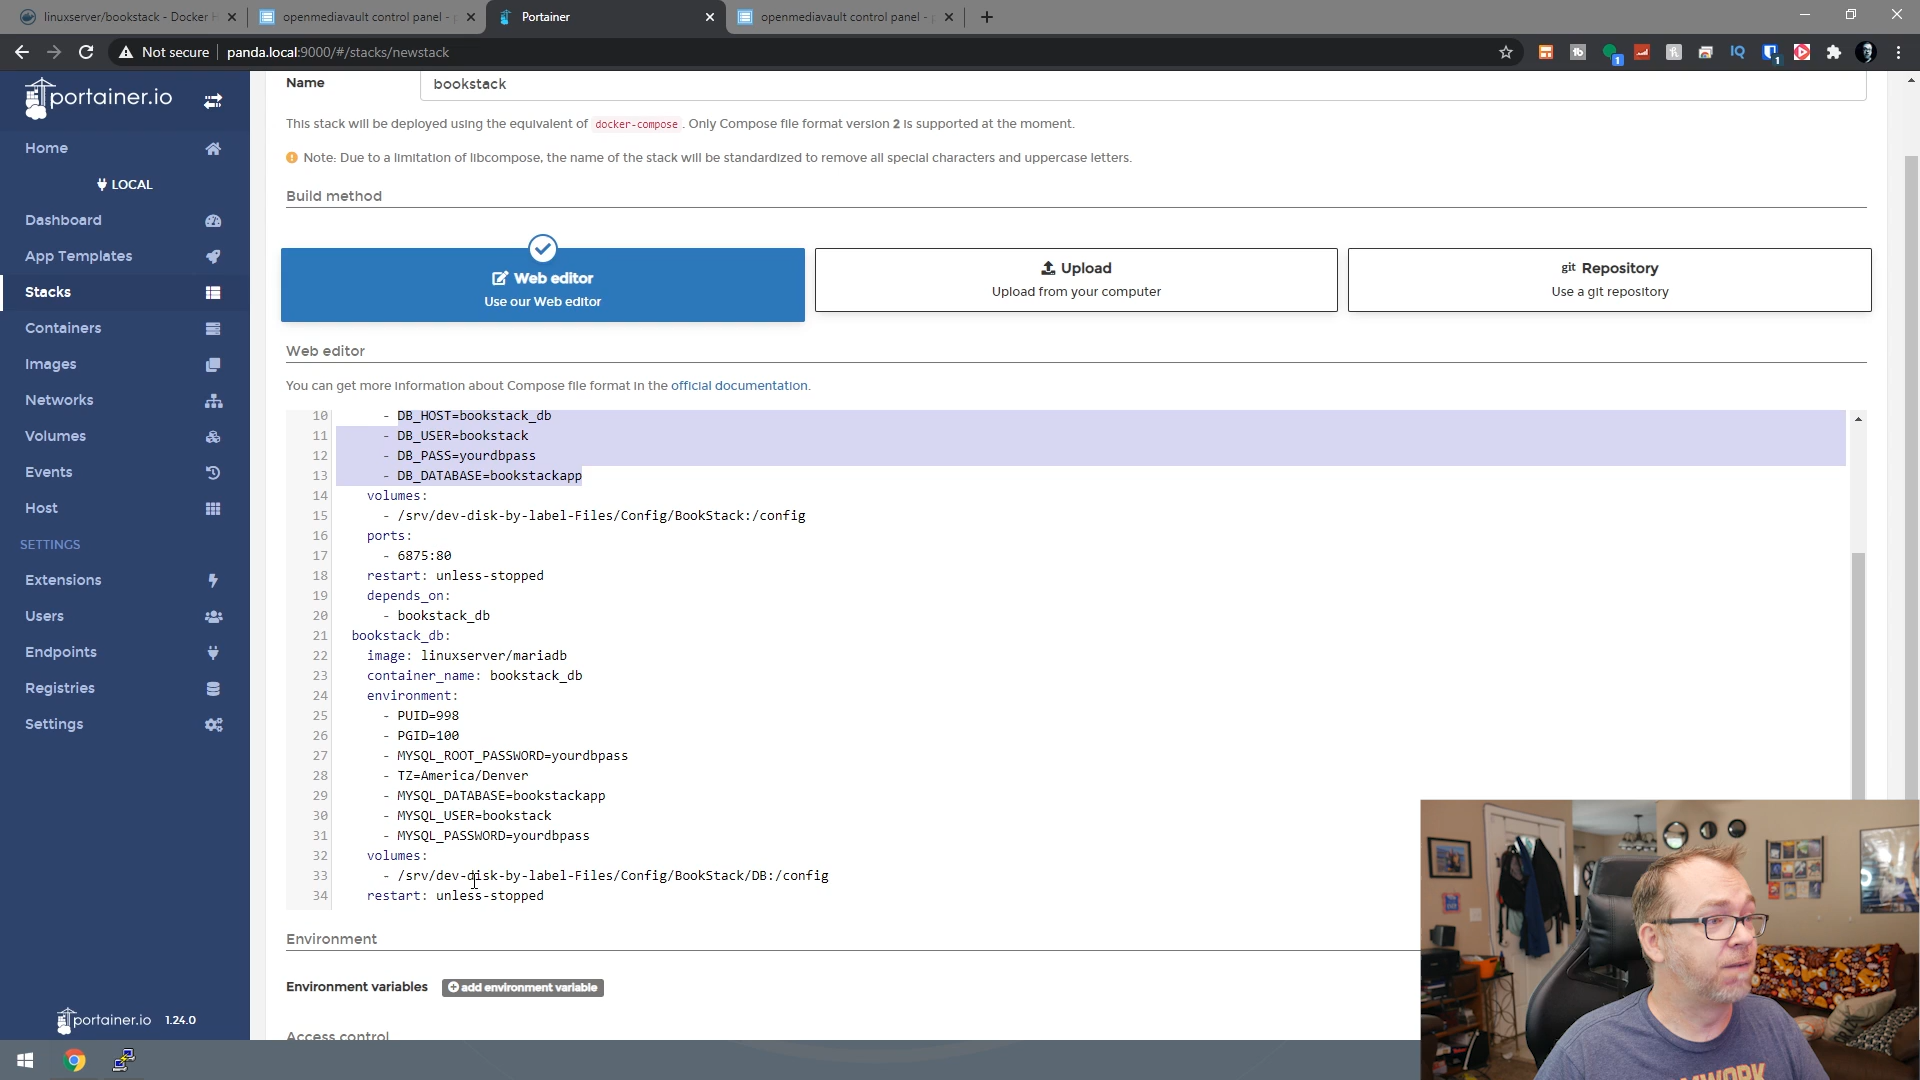 linuxserver/bookstack - Docker H
openmediavault control panel - p
Portainer
openmediavault control panel - p
Not secure
panda.local:9000/#/stacks/newstack
portainer.io
Home
LOCAL
Dashboard
App Templates
Stacks
Containers
Images
Networks
Volumes
Events
Host
SETTINGS
Extensions
Users
Endpoints
Registries
Settings
portainer.io 1.24.0
Name
bookstack
This stack will be deployed using the equivalent of docker-compose . Only Compose file format version 2 is supported at the moment.
Note: Due to a limitation of libcompose, the name of the stack will be standardized to remove all special characters and uppercase letters.
Build method
Web editor
Use our Web editor
Upload
Upload from your computer
git Repository
Use a git repository
Web editor
You can get more information about Compose file format in the official documentation.
10 - DB_HOST=bookstack_db
11 - DB_USER=bookstack
12 - DB_PASS=yourdbpass
13 - DB_DATABASE=bookstackapp
14 volumes:
15 - /srv/dev-disk-by-label-Files/Config/BookStack:/config
16 ports:
17 - 6875:80
18 restart: unless-stopped
19 depends_on:
20 - bookstack_db
21 bookstack_db:
22 image: linuxserver/mariadb
23 container_name: bookstack_db
24 environment:
25 - PUID=998
26 - PGID=100
27 - MYSQL_ROOT_PASSWORD=yourdbpass
28 - TZ=America/Denver
29 - MYSQL_DATABASE=bookstackapp
30 - MYSQL_USER=bookstack
31 - MYSQL_PASSWORD=yourdbpass
32 volumes:
33 - /srv/dev-disk-by-label-Files/Config/BookStack/DB:/config
34 restart: unless-stopped
Environment
Environment variables
add environment variable
Access control